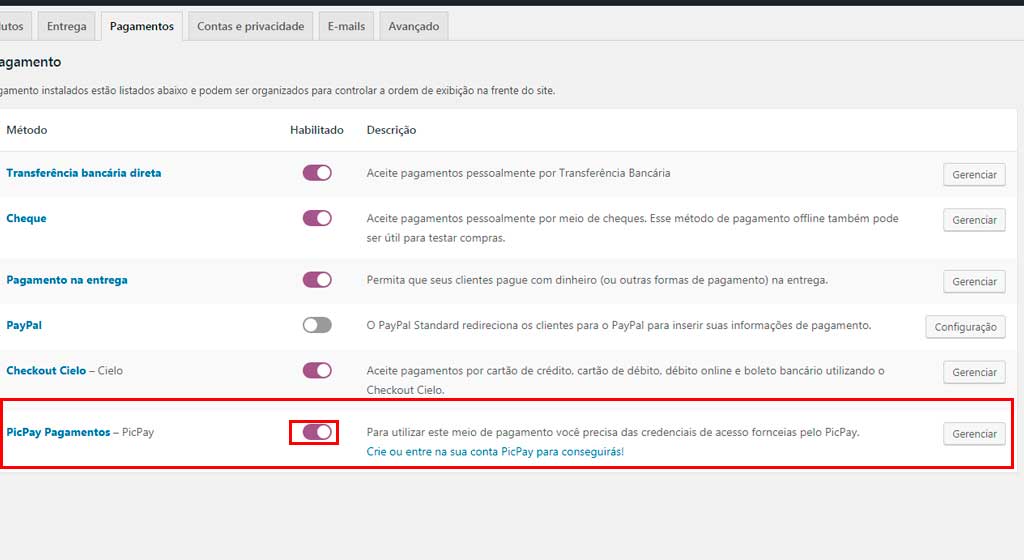 Entrega Pagamentos Contas e privacidade E-mails Avançado
instalados estão listados abaixo e podem ser organizados para controlar a ordem de exibição na frente do site.
Método Habilitado Descrição
Transferência bancária direta Aceite pagamentos pessoalmente por Transferência Bancária Gerenciar
Cheque Aceite pagamentos pessoalmente por meio de cheques. Esse método de pagamento offline também pode Gerenciar
ser útil para testar compras.
Pagamento na entrega Permita que seus clientes pague com dinheiro (ou outras formas de pagamento) na entrega. Gerenciar
PayPal O PayPal Standard redireciona os clientes para o PayPal para inserir suas informações de pagamento. Configuração
Checkout Cielo – Cielo Aceite pagamentos por cartão de crédito, cartão de débito, débito online e boleto bancário utilizando o Gerenciar
Checkout Cielo.
PicPay Pagamentos – PicPay Para utilizar este meio de pagamento você precisa das credenciais de acesso fornceias pelo PicPay. Gerenciar
Crie ou entre na sua conta PicPay para conseguirás!